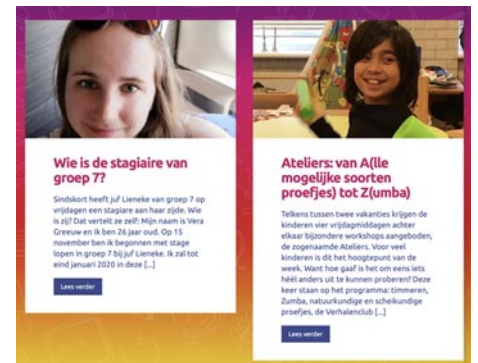 Wie is de stagiaire van
groep 7?
Sindskort heeft juf Lieneke van groep 7 op
vrijdagen een stagiare aan haar zijde. Wie
is zij? Dat vertelt ze zelf: Mijn naam is Vera
Greeuw en ik ben 26 jaar oud. Op 15
november ben ik begonnen met stage
lopen in groep 7 bij juf Lineke. Ik zal tot
eind januari 2020 in deze [...]
Lees verder
Ateliers: van A(lle
mogelijke soorten
proefjes) tot Z(umba)
Telkens tussen twee vakanties krijgen de
kinderen vier vrijdagmiddagen achter
elkaar bijzondere workshops aangeboden,
de zogenaamde Ateliers. Voor veel
kinderen is dit het hoogtepunt van de
week. Want hoe gaaf is het om eens iets
héél anders uit te kunnen proberen? Deze
keer staan op het programma: timmeren,
Zumba, natuurkundige en scheikundige
proefjes, de Verhalenclub [...]
Lees verder